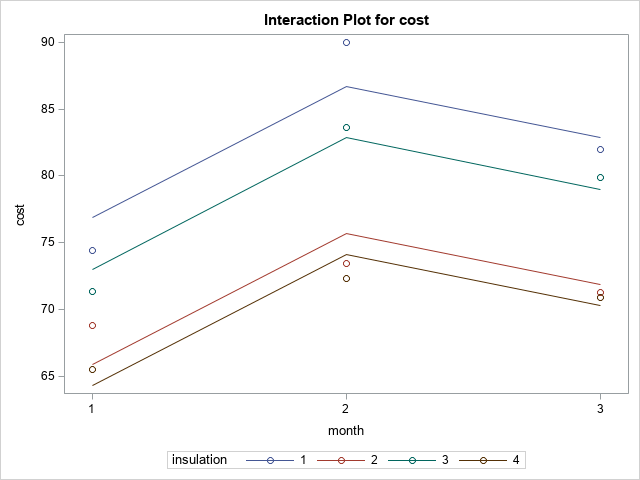 Interaction Plot for cost
90
85
80
75
70
65
cost
1 2 3
month
insulation 1 2 3 4